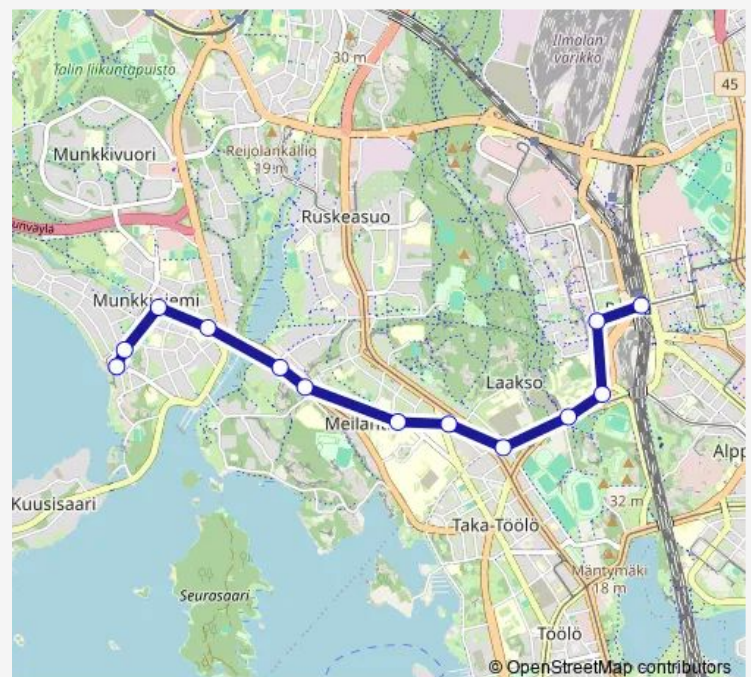 Ilmalan
varikko
30 m
Talin liikuntapuisto
45
Munkkivuori
Reijolankallio
19 m
Ruskeasuo
Laakso
Kuusisaari
Taka-Töölö
32 m
Mäntymäki
18 m
Seurasaari
Töölö
© OpenStreetMap contributors